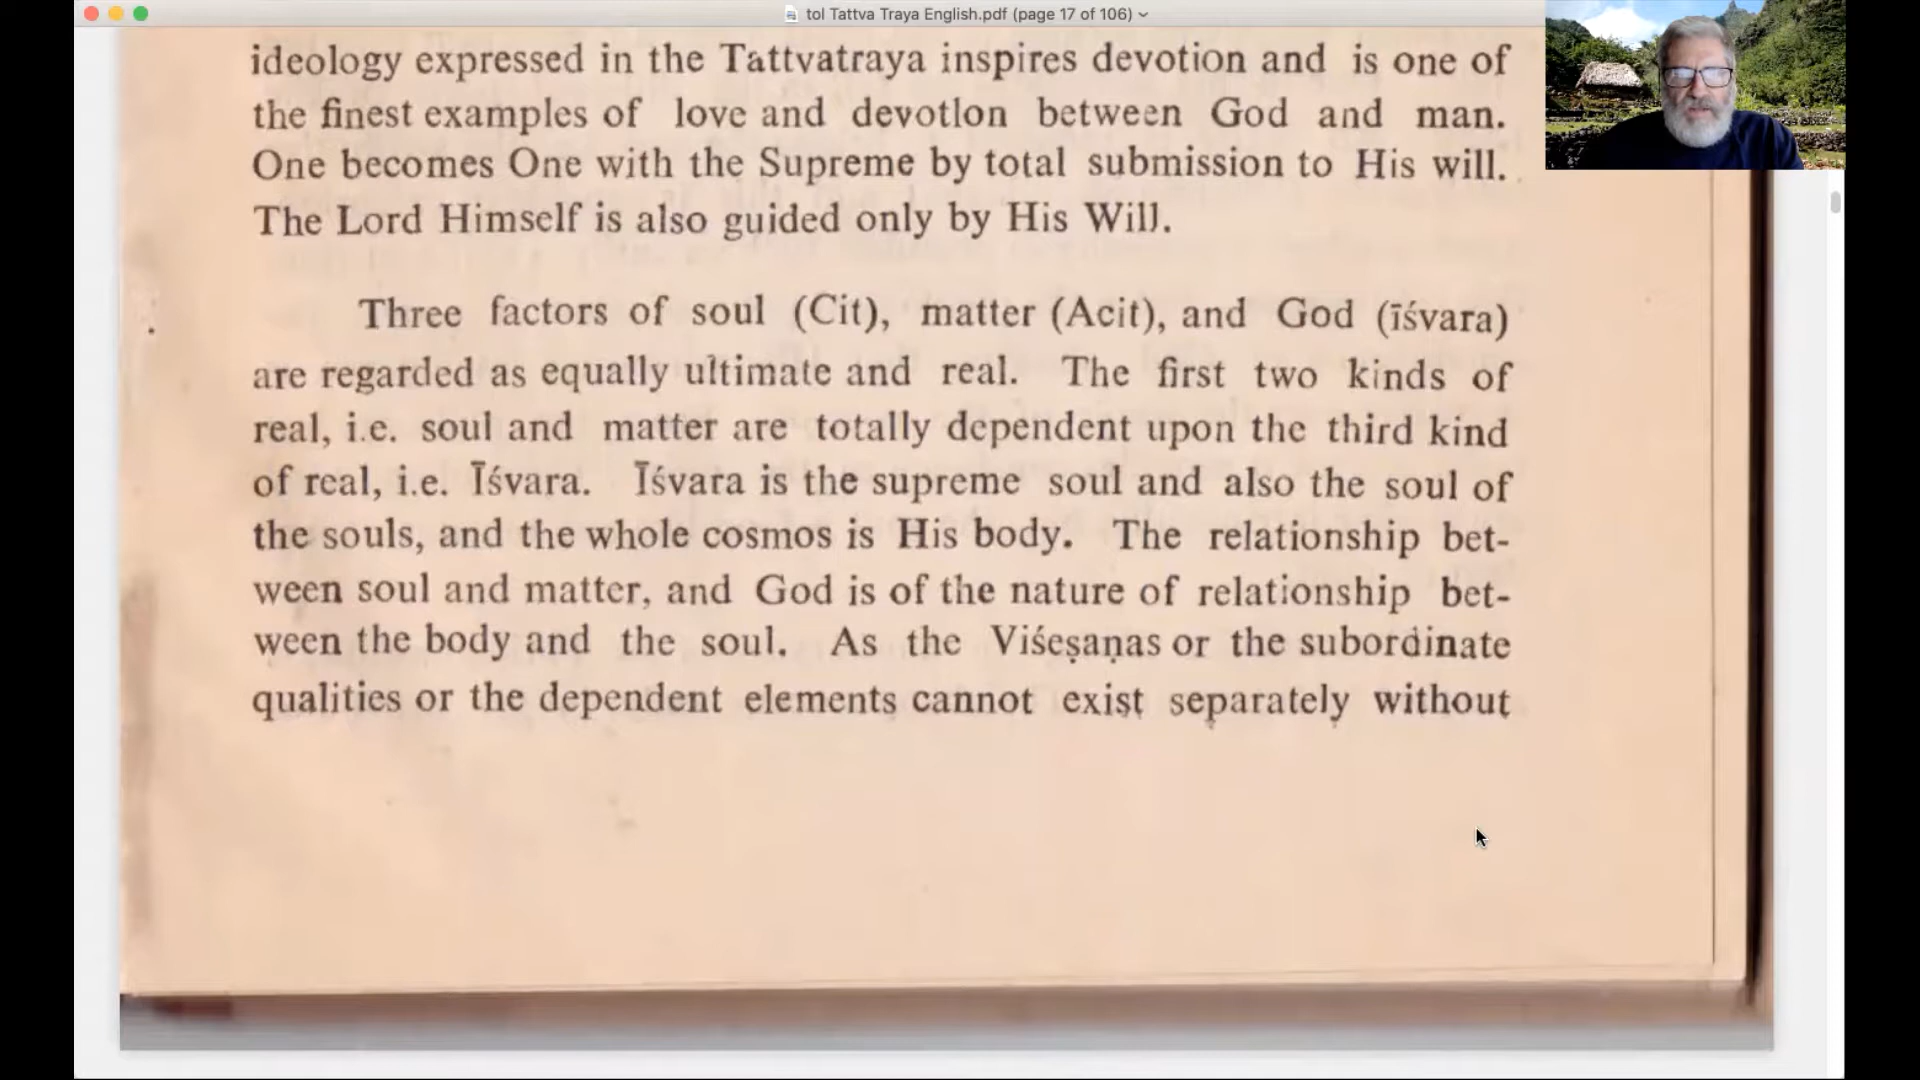 tol Tattva Traya English.pdf (page 17 of 106)
ideology expressed in the Tattvatraya inspires devotion and is one of
the finest examples of love and devotlon between God and man.
One becomes One with the Supreme by total submission to His will.
The Lord Himself is also guided only by His Will.
Three factors of soul (Cit), matter (Acit), and God (īśvara)
are regarded as equally ultimate and real. The first two kinds of
real, i.e. soul and matter are totally dependent upon the third kind
of real, i.e. Īśvara. Īśvara is the supreme soul and also the soul of
the souls, and the whole cosmos is His body. The relationship bet-
ween soul and matter, and God is of the nature of relationship bet-
ween the body and the soul. As the Viśeṣaṇas or the subordinate
qualities or the dependent elements cannot exist separately without